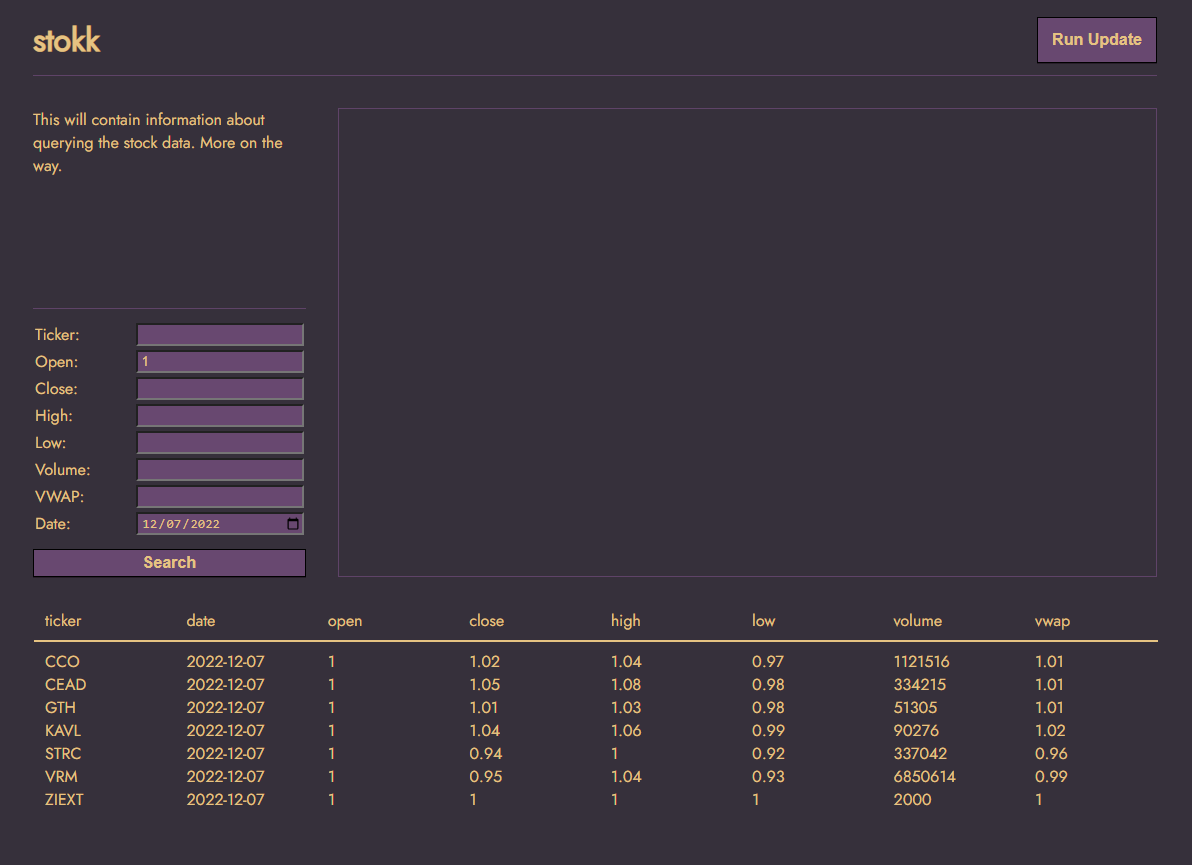 stokk
Run Update
This will contain information about
querying the stock data. More on the
way.
Ticker:
Open: 1
Close:
High:
Low:
Volume:
VWAP:
Date: 12/07/2022
Search
ticker date open close high low volume vwap
CCO 2022-12-07 1 1.02 1.04 0.97 1121516 1.01
CEAD 2022-12-07 1 1.05 1.08 0.98 334215 1.01
GTH 2022-12-07 1 1.01 1.03 0.98 51305 1.01
KAVL 2022-12-07 1 1.04 1.06 0.99 90276 1.02
STRC 2022-12-07 1 0.94 1 0.92 337042 0.96
VRM 2022-12-07 1 0.95 1.04 0.93 6850614 0.99
ZIEXT 2022-12-07 1 1 1 1 2000 1